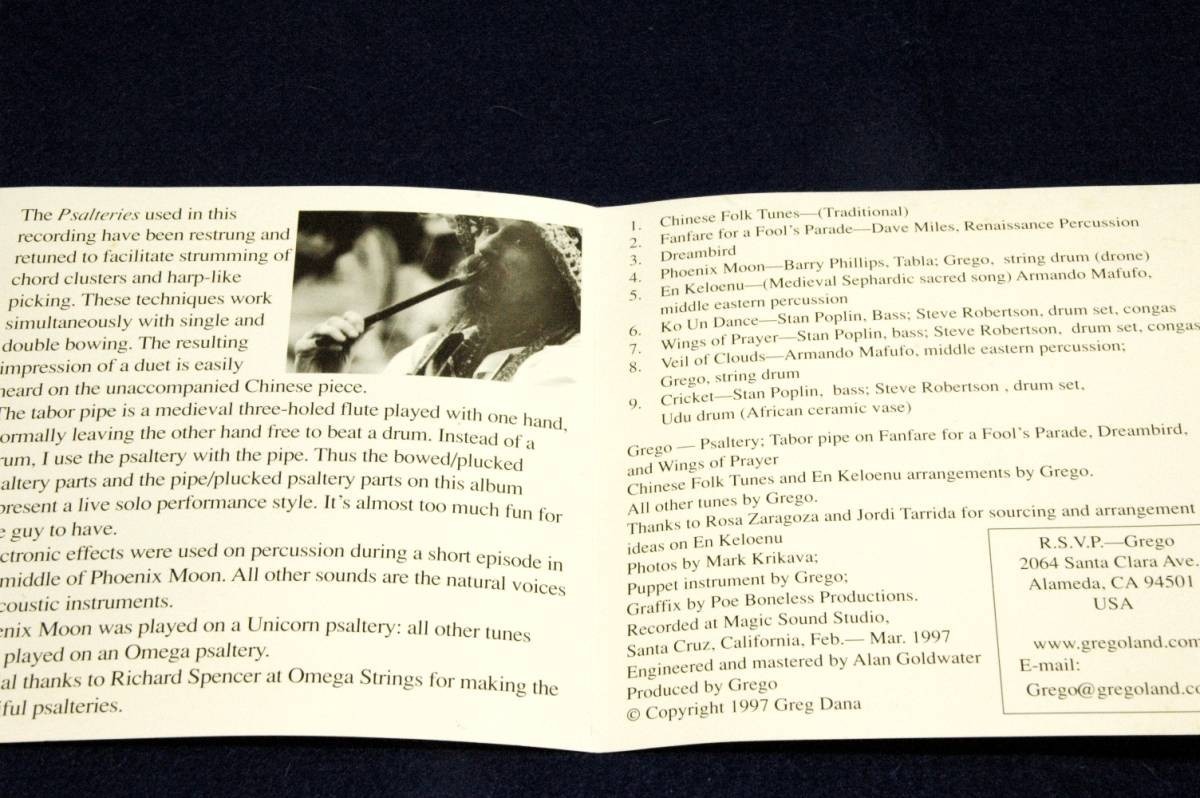 The Psalteries used in this
recording have been restrung and
retuned to facilitate strumming of
chord clusters and harp-like
picking. These techniques work
simultaneously with single and
double bowing. The resulting
impression of a duet is easily
heard on the unaccompanied Chinese piece.
The tabor pipe is a medieval three-holed flute played with one hand,
ormally leaving the other hand free to beat a drum. Instead of a
rum, I use the psaltery with the pipe. Thus the bowed/plucked
altery parts and the pipe/plucked psaltery parts on this album
present a live solo performance style. It's almost too much fun for
e guy to have.
ctronic effects were used on percussion during a short episode in
middle of Phoenix Moon. All other sounds are the natural voices
coustic instruments.
enix Moon was played on a Unicorn psaltery: all other tunes
played on an Omega psaltery.
al thanks to Richard Spencer at Omega Strings for making the
iful psalteries.
1. Chinese Folk Tunes—(Traditional)
2. Fanfare for a Fool's Parade—Dave Miles, Renaissance Percussion
3. Dreambird
4. Phoenix Moon—Barry Phillips, Tabla; Grego, string drum (drone)
5. En Keloenu—(Medieval Sephardic sacred song) Armando Mafufo,
middle eastern percussion
6. Ko Un Dance—Stan Poplin, Bass; Steve Robertson, drum set, congas
7. Wings of Prayer—Stan Poplin, bass; Steve Robertson, drum set, congas
8. Veil of Clouds—Armando Mafufo, middle eastern percussion;
Grego, string drum
9. Cricket—Stan Poplin, bass; Steve Robertson , drum set,
Udu drum (African ceramic vase)
Grego — Psaltery; Tabor pipe on Fanfare for a Fool's Parade, Dreambird,
and Wings of Prayer
Chinese Folk Tunes and En Keloenu arrangements by Grego.
All other tunes by Grego.
Thanks to Rosa Zaragoza and Jordi Tarrida for sourcing and arrangement
ideas on En Keloenu
Photos by Mark Krikava;
Puppet instrument by Grego;
Graffix by Poe Boneless Productions.
Recorded at Magic Sound Studio,
Santa Cruz, California, Feb.— Mar. 1997
Engineered and mastered by Alan Goldwater
Produced by Grego
© Copyright 1997 Greg Dana
R.S.V.P.—Grego
2064 Santa Clara Ave.
Alameda, CA 94501
USA
www.gregoland.com
E-mail:
Grego@gregoland.co